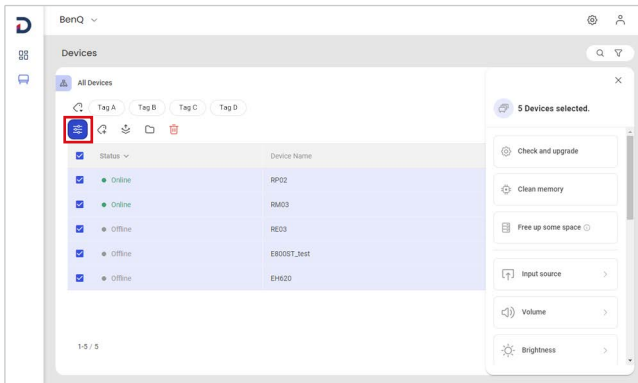 BenQ
Devices
All Devices
Tag A Tag B Tag C Tag D
5 Devices selected.
Status Device Name
Online RP02
Online RM03
Offline RE03
Offline E800ST_test
Offline EH620
1-5 / 5
Check and upgrade
Clean memory
Free up some space
Input source
Volume
Brightness